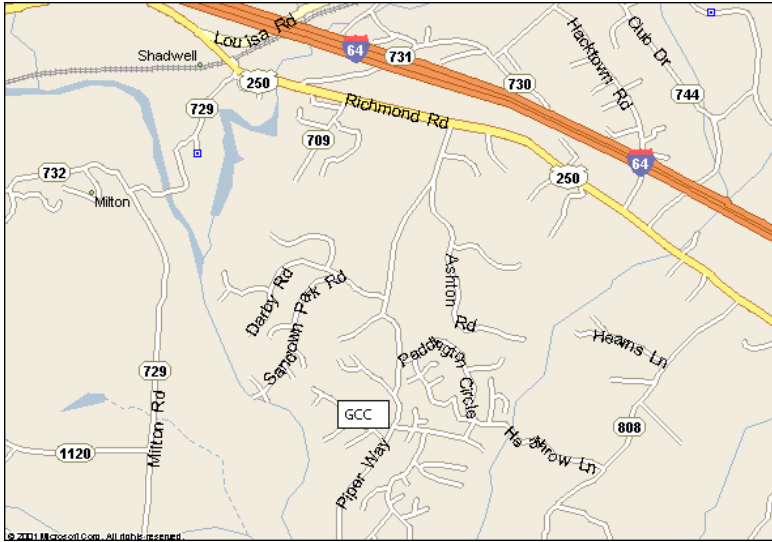 Louisa Rd
Shadwell
64
731
Hacktown Rd
Club Dr
250
730
744
729
Richmond Rd
709
64
732
250
Milton
Ashton
Rd
Darby Rd
Sandown Park Rd
Paddington Circle
Hearns Ln
729
Milton Rd
GCC
808
Heathrow Ln
1120
Piper Way
© 2001 Microsoft Corp. All rights reserved.